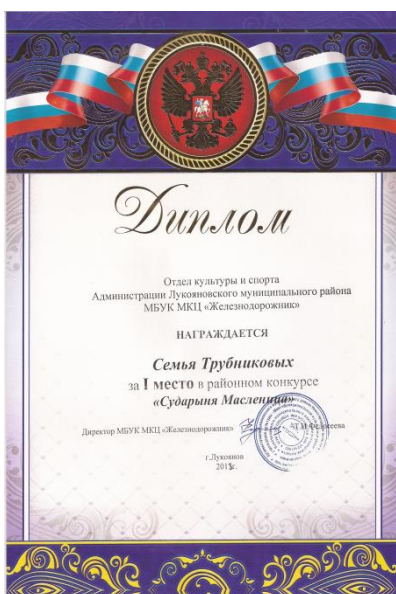 Диплом
Отдел культуры и спорта
Администрации Лукояновского муниципального района
МБУК МКЦ «Железнодорожник»
НАГРАЖДАЕТСЯ
Семья Трубниковых
за I место в районном конкурсе
«Сударыня Масленица»
Директор МБУК МКЦ «Железнодорожник» Федосеева
г.Лукоянов